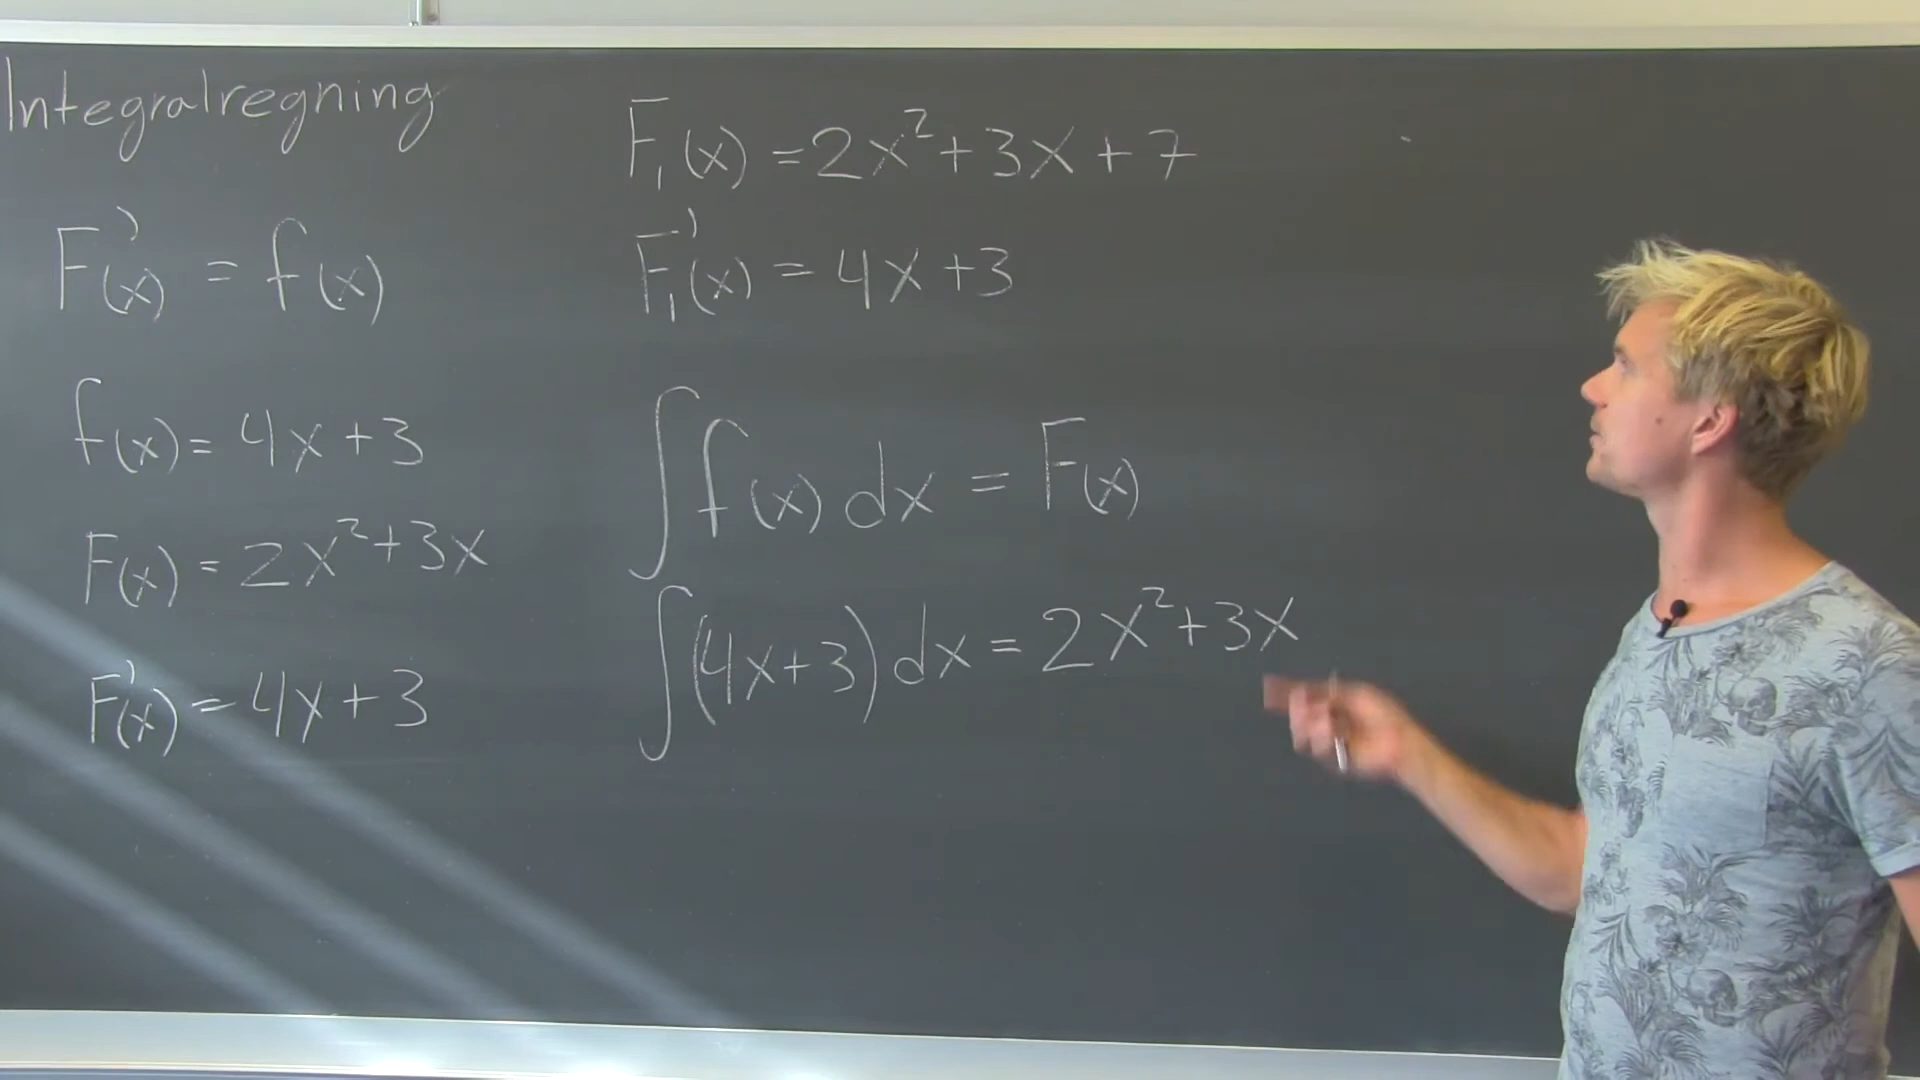 Integralregning
F'(x) = f(x)
f(x) = 4x+3
F(x) = 2x²+3x
F'(x) = 4x+3
F₁(x) = 2x²+3x+7
F₁'(x) = 4x+3
∫f(x)dx = F(x)
∫(4x+3)dx = 2x²+3x